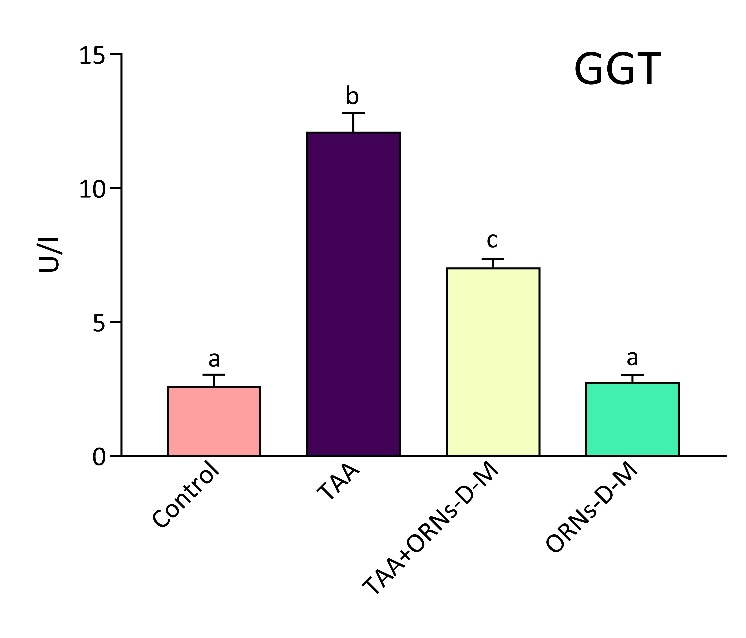 GGT
U/l
15
10
5
0
a
b
c
a
Control
TAA
TAA+ORNs-D-M
ORNs-D-M